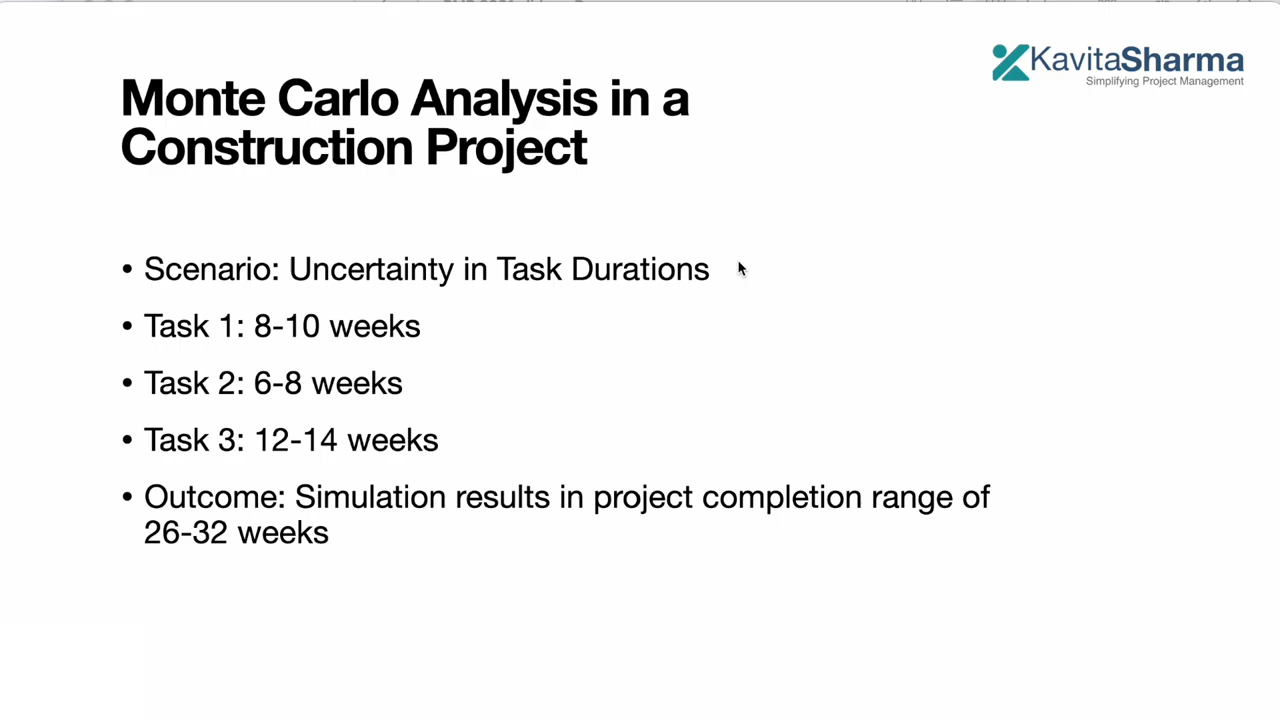 KavitaSharma
Simplifying Project Management
Monte Carlo Analysis in a
Construction Project
• Scenario: Uncertainty in Task Durations
• Task 1: 8-10 weeks
• Task 2: 6-8 weeks
• Task 3: 12-14 weeks
• Outcome: Simulation results in project completion range of
26-32 weeks